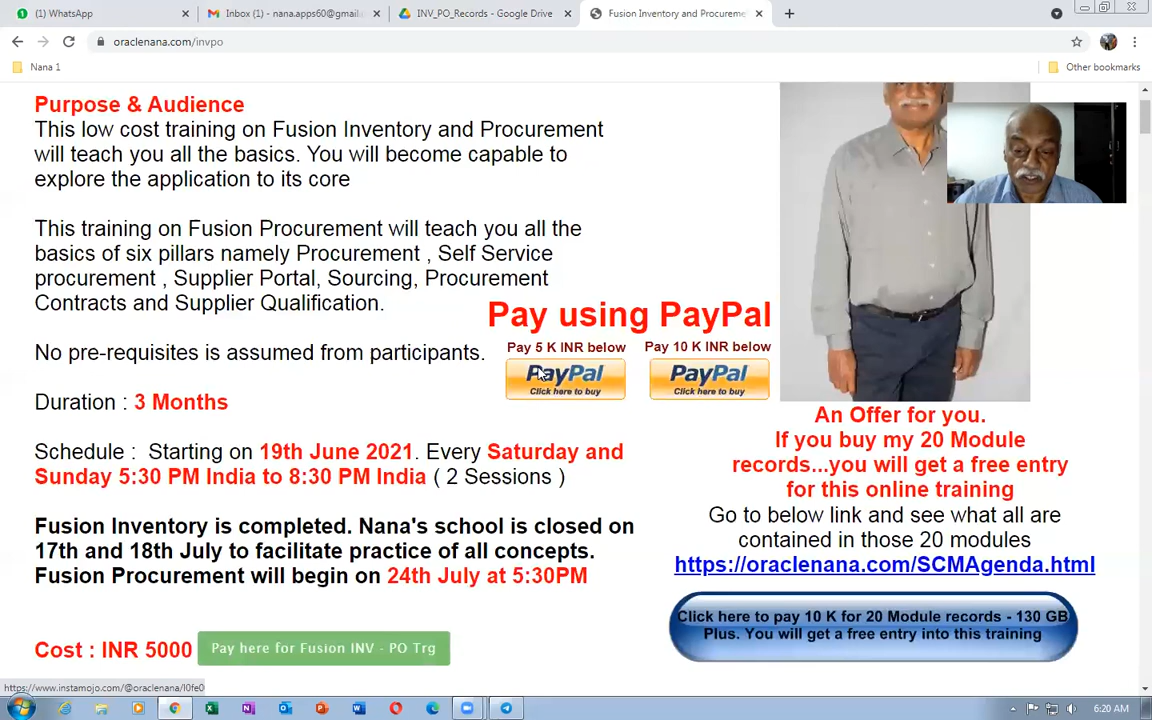 (1) WhatsApp
Inbox (1) - nana.apps60@gmail.
INV_PO_Records - Google Drive
Fusion Inventory and Procureme
oraclenana.com/invpo
Nana 1
Other bookmarks
Purpose & Audience
This low cost training on Fusion Inventory and Procurement
will teach you all the basics. You will become capable to
explore the application to its core
This training on Fusion Procurement will teach you all the
basics of six pillars namely Procurement , Self Service
procurement , Supplier Portal, Sourcing, Procurement
Contracts and Supplier Qualification.
No pre-requisites is assumed from participants.
Duration : 3 Months
Schedule : Starting on 19th June 2021. Every Saturday and
Sunday 5:30 PM India to 8:30 PM India ( 2 Sessions )
Fusion Inventory is completed. Nana's school is closed on
17th and 18th July to facilitate practice of all concepts.
Fusion Procurement will begin on 24th July at 5:30PM
Cost : INR 5000
Pay here for Fusion INV - PO Trg
Pay using PayPal
Pay 5 K INR below
Pay 10 K INR below
PayPal
Click here to buy
PayPal
Click here to buy
An Offer for you.
If you buy my 20 Module
records...you will get a free entry
for this online training
Go to below link and see what all are
contained in those 20 modules
https://oraclenana.com/SCMAgenda.html
Click here to pay 10 K for 20 Module records - 130 GB
Plus. You will get a free entry into this training
https://www.instamojo.com/@oraclenana/l0fe0
6:20 AM